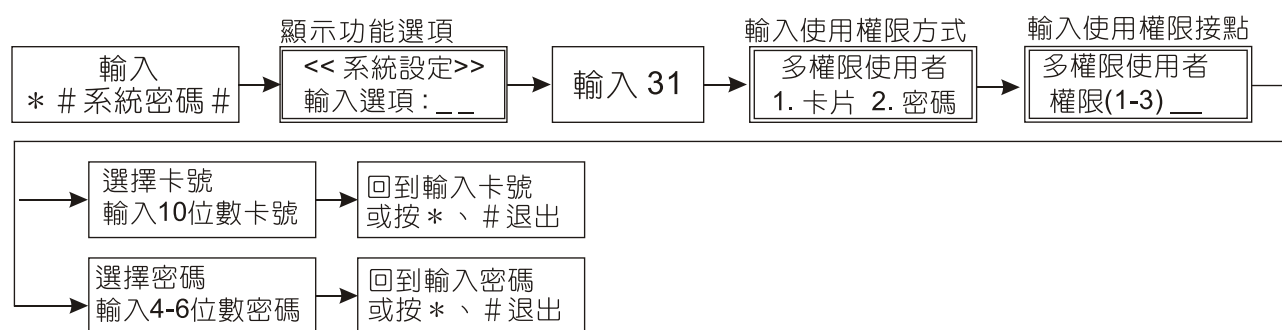 輸入
＊＃系統密碼＃
顯示功能選項
<< 系統設定>>
輸入選項：_ _
輸入 31
輸入使用權限方式
多權限使用者
1. 卡片 2. 密碼
輸入使用權限接點
多權限使用者
權限(1-3) __
選擇卡號
輸入10位數卡號
回到輸入卡號
或按＊、＃退出
選擇密碼
輸入4-6位數密碼
回到輸入密碼
或按＊、＃退出